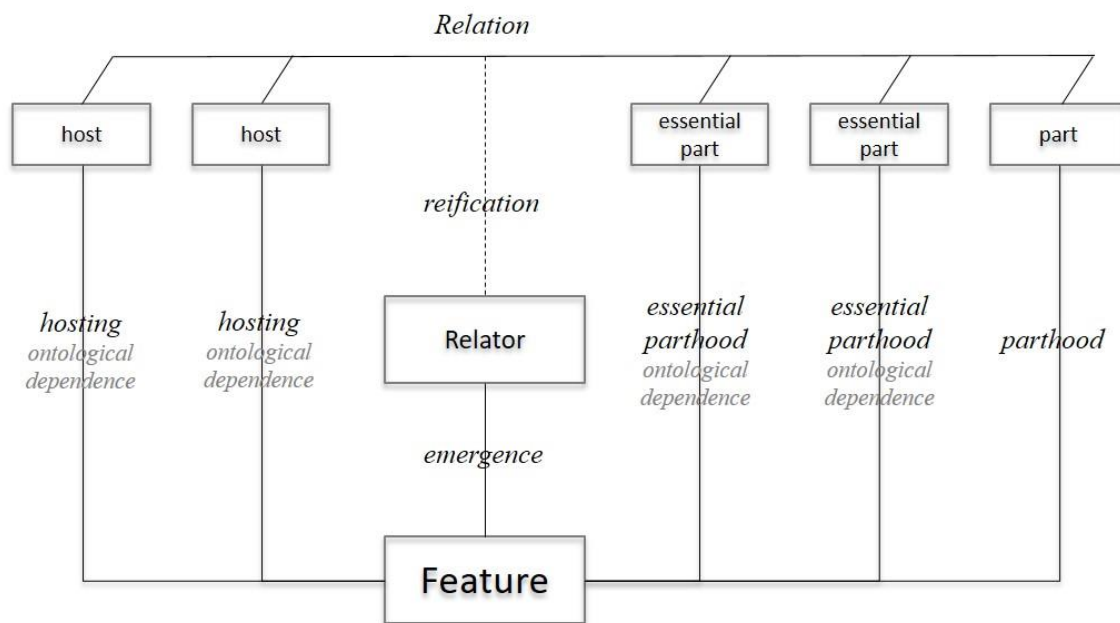 Relation
host
host
essential
part
essential
part
part
reification
Relator
hosting
ontological
dependence
hosting
ontological
dependence
essential
parthood
ontological
dependence
essential
parthood
ontological
dependence
parthood
emergence
Feature